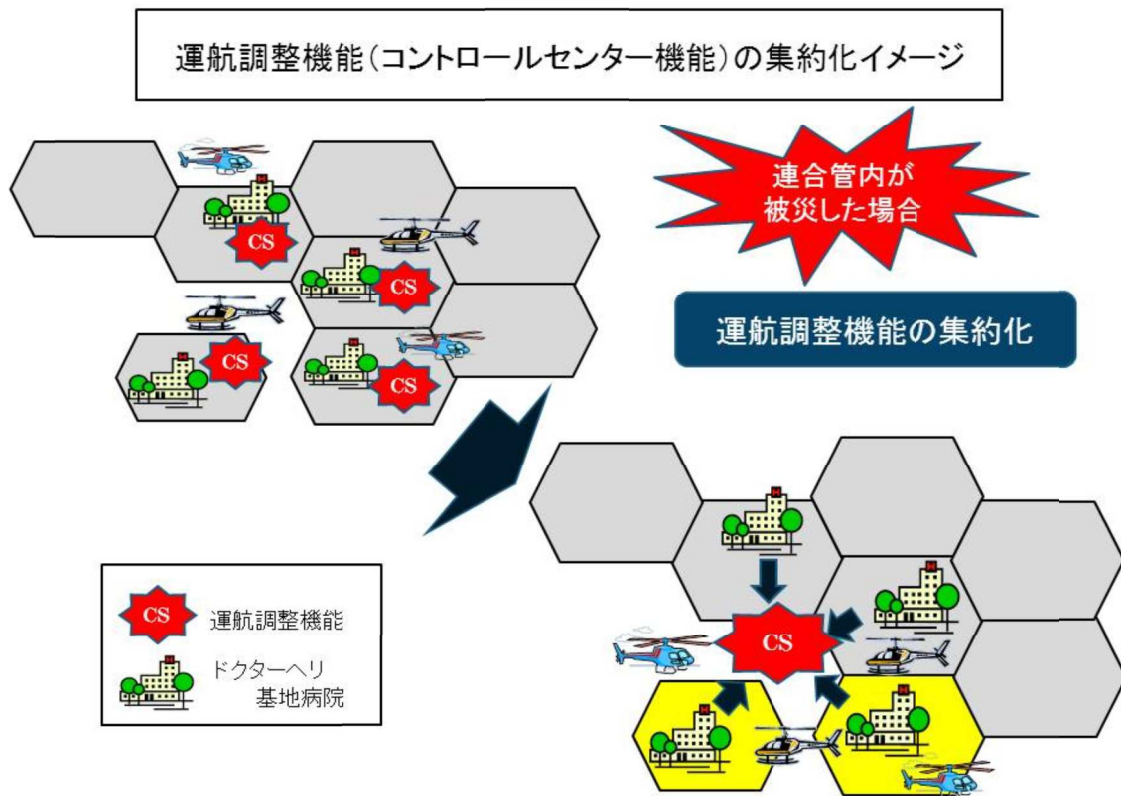 運航調整機能(コントロールセンター機能)の集約化イメージ
連合管内が
被災した場合
CS
CS
CS
CS
運航調整機能の集約化
CS
CS 運航調整機能
ドクターヘリ
基地病院